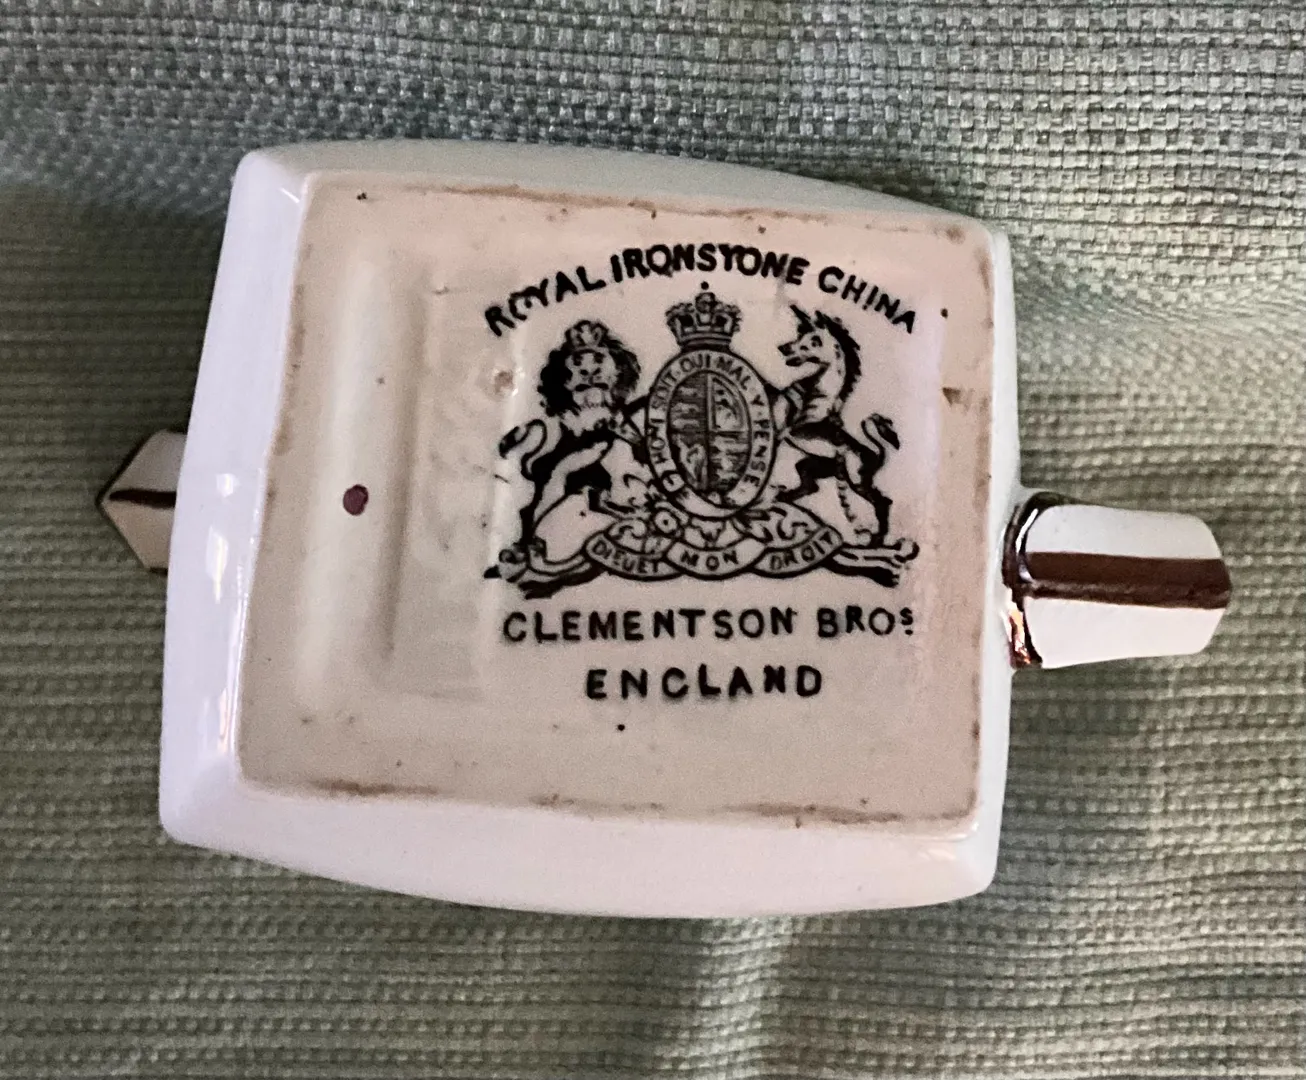 ROYAL IRONSTONE CHINA
HONI SOIT QUI MAL Y PENSE
DIEU ET MON DROIT
CLEMENTSON BROS
ENGLAND